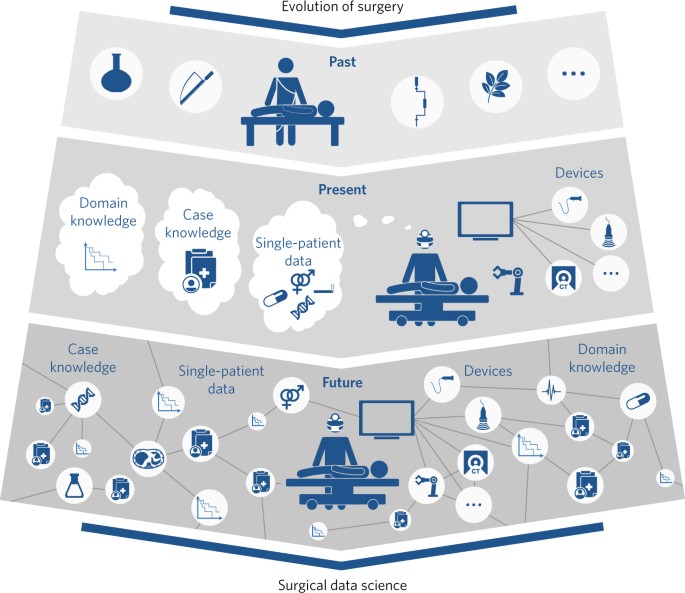 Evolution of surgery
Past
Present
Devices
Domain
knowledge
Case
knowledge
Single-patient
data
CT
Case
knowledge
Single-patient
data
Future
Devices
Domain
knowledge
CT
Surgical data science